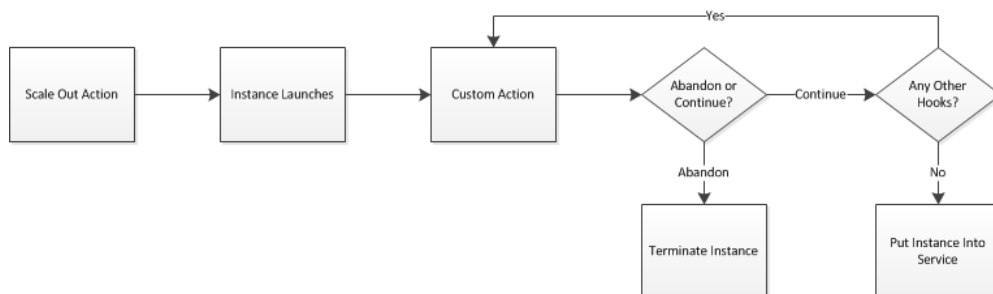 Yes
Scale Out Action
Instance Launches
Custom Action
Abandon or
Continue?
Continue
Any Other
Hooks?
Abandon
No
Terminate Instance
Put Instance Into
Service